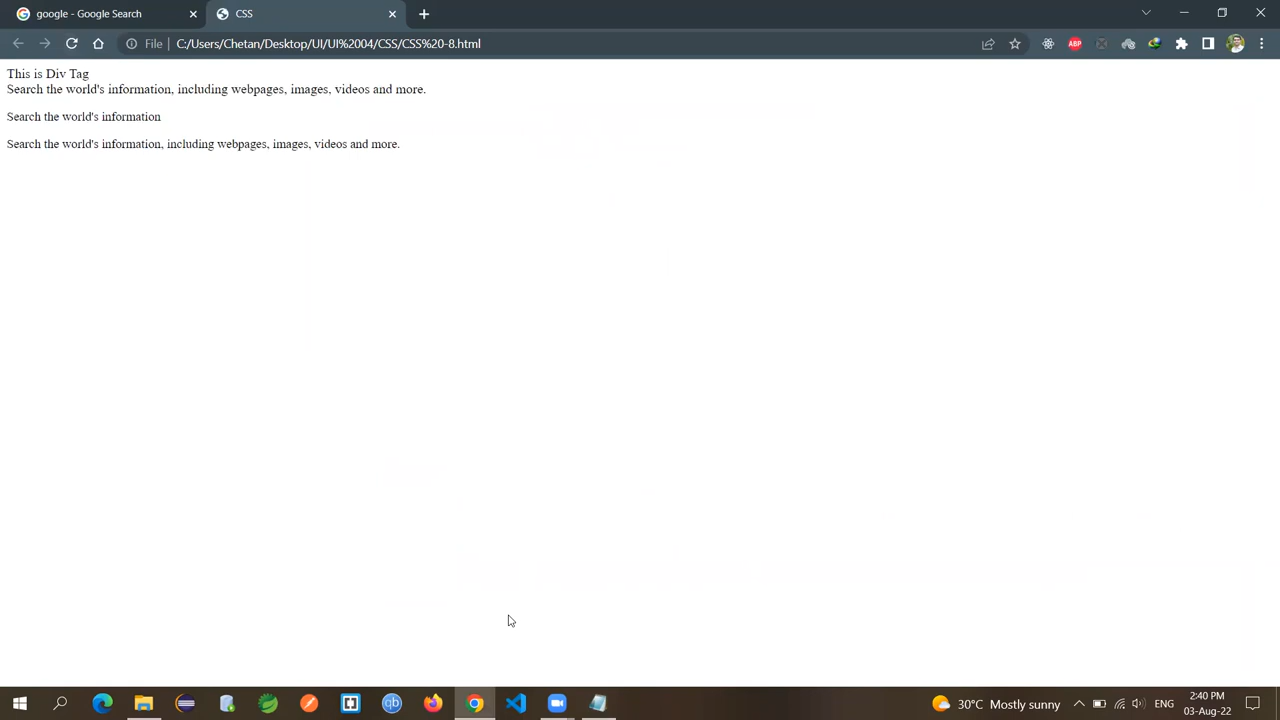 google - Google Search
CSS
File
C:/Users/Chetan/Desktop/UI/UI%2004/CSS/CSS%20-8.html
ABP
This is Div Tag
Search the world's information, including webpages, images, videos and more.
Search the world's information
Search the world's information, including webpages, images, videos and more.
qb
30°C Mostly sunny
ENG
2:40 PM
03-Aug-22